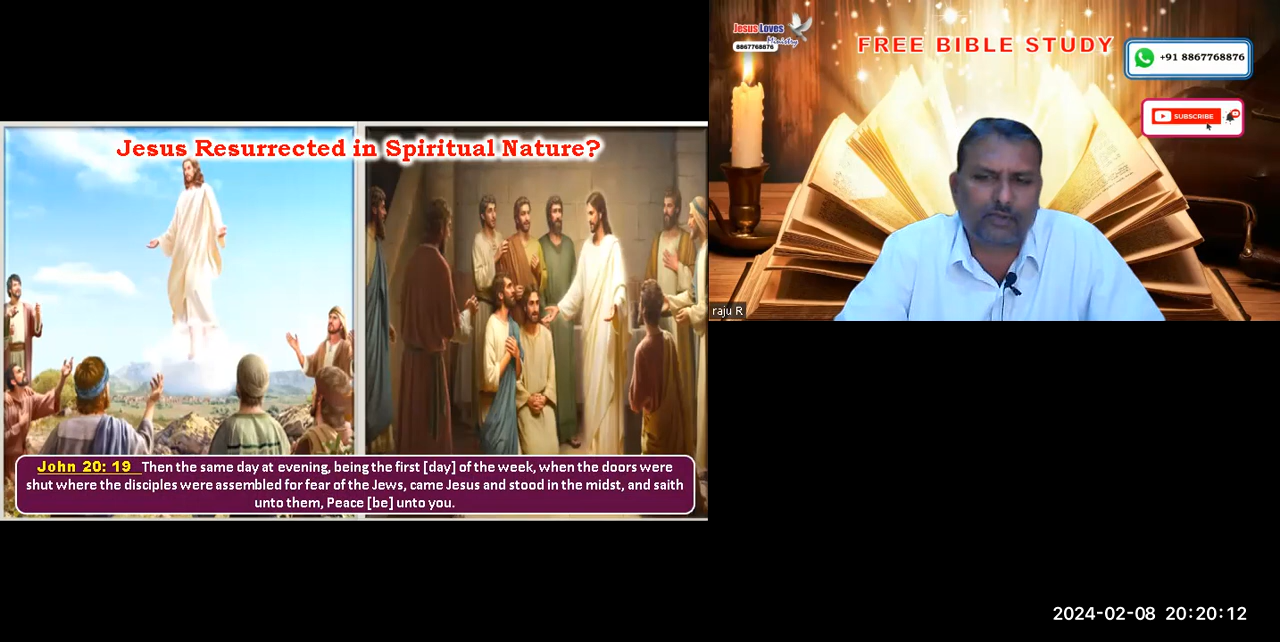 Jesus Resurrected in Spiritual Nature?
John 20: 19 Then the same day at evening, being the first [day] of the week, when the doors were
shut where the disciples were assembled for fear of the Jews, came Jesus and stood in the midst, and saith
unto them, Peace [be] unto you.
Jesus Loves
Ministry
8867768876
FREE BIBLE STUDY
+91 8867768876
SUBSCRIBE
raju R
2024-02-08 20:20:12